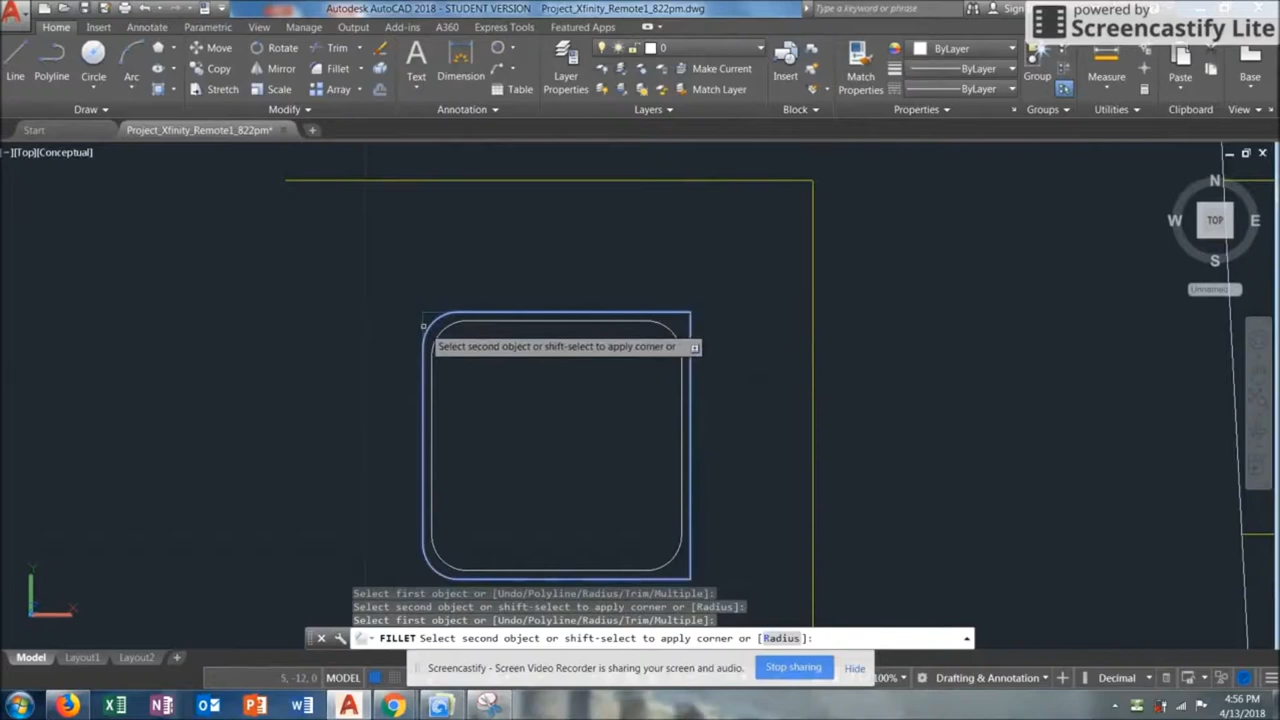 Autodesk AutoCAD 2018 - STUDENT VERSION Project_Xfinity_Remote1_822pm.dwg
Type a keyword or phrase
Sign
powered by
Screencastify Lite
Home Insert Annotate Parametric View Manage Output Add-ins A360 Express Tools Featured Apps
Line Polyline Circle Arc
Move Rotate Trim
Copy Mirror Fillet
Stretch Scale Array
Text Dimension Table
Layer Properties
0
Make Current
Match Layer
Insert
Match Properties
ByLayer
ByLayer
ByLayer
Group
Measure
Paste
Base
Draw Modify Annotation Layers Block Properties Groups Utilities Clipboard View
Start Project_Xfinity_Remote1_822pm*
[Top][Conceptual]
N
W TOP E
S
Unnamed
Select second object or shift-select to apply corner or
Y
X
Select first object or [Undo/Polyline/Radius/Trim/Multiple]:
Select second object or shift-select to apply corner or [Radius]:
Select first object or [Undo/Polyline/Radius/Trim/Multiple]:
FILLET Select second object or shift-select to apply corner or [Radius]:
Model Layout1 Layout2 +
5, -12, 0 MODEL
100% Drafting & Annotation Decimal
Screencastify - Screen Video Recorder is sharing your screen and audio. Stop sharing Hide
4:56 PM
4/13/2018